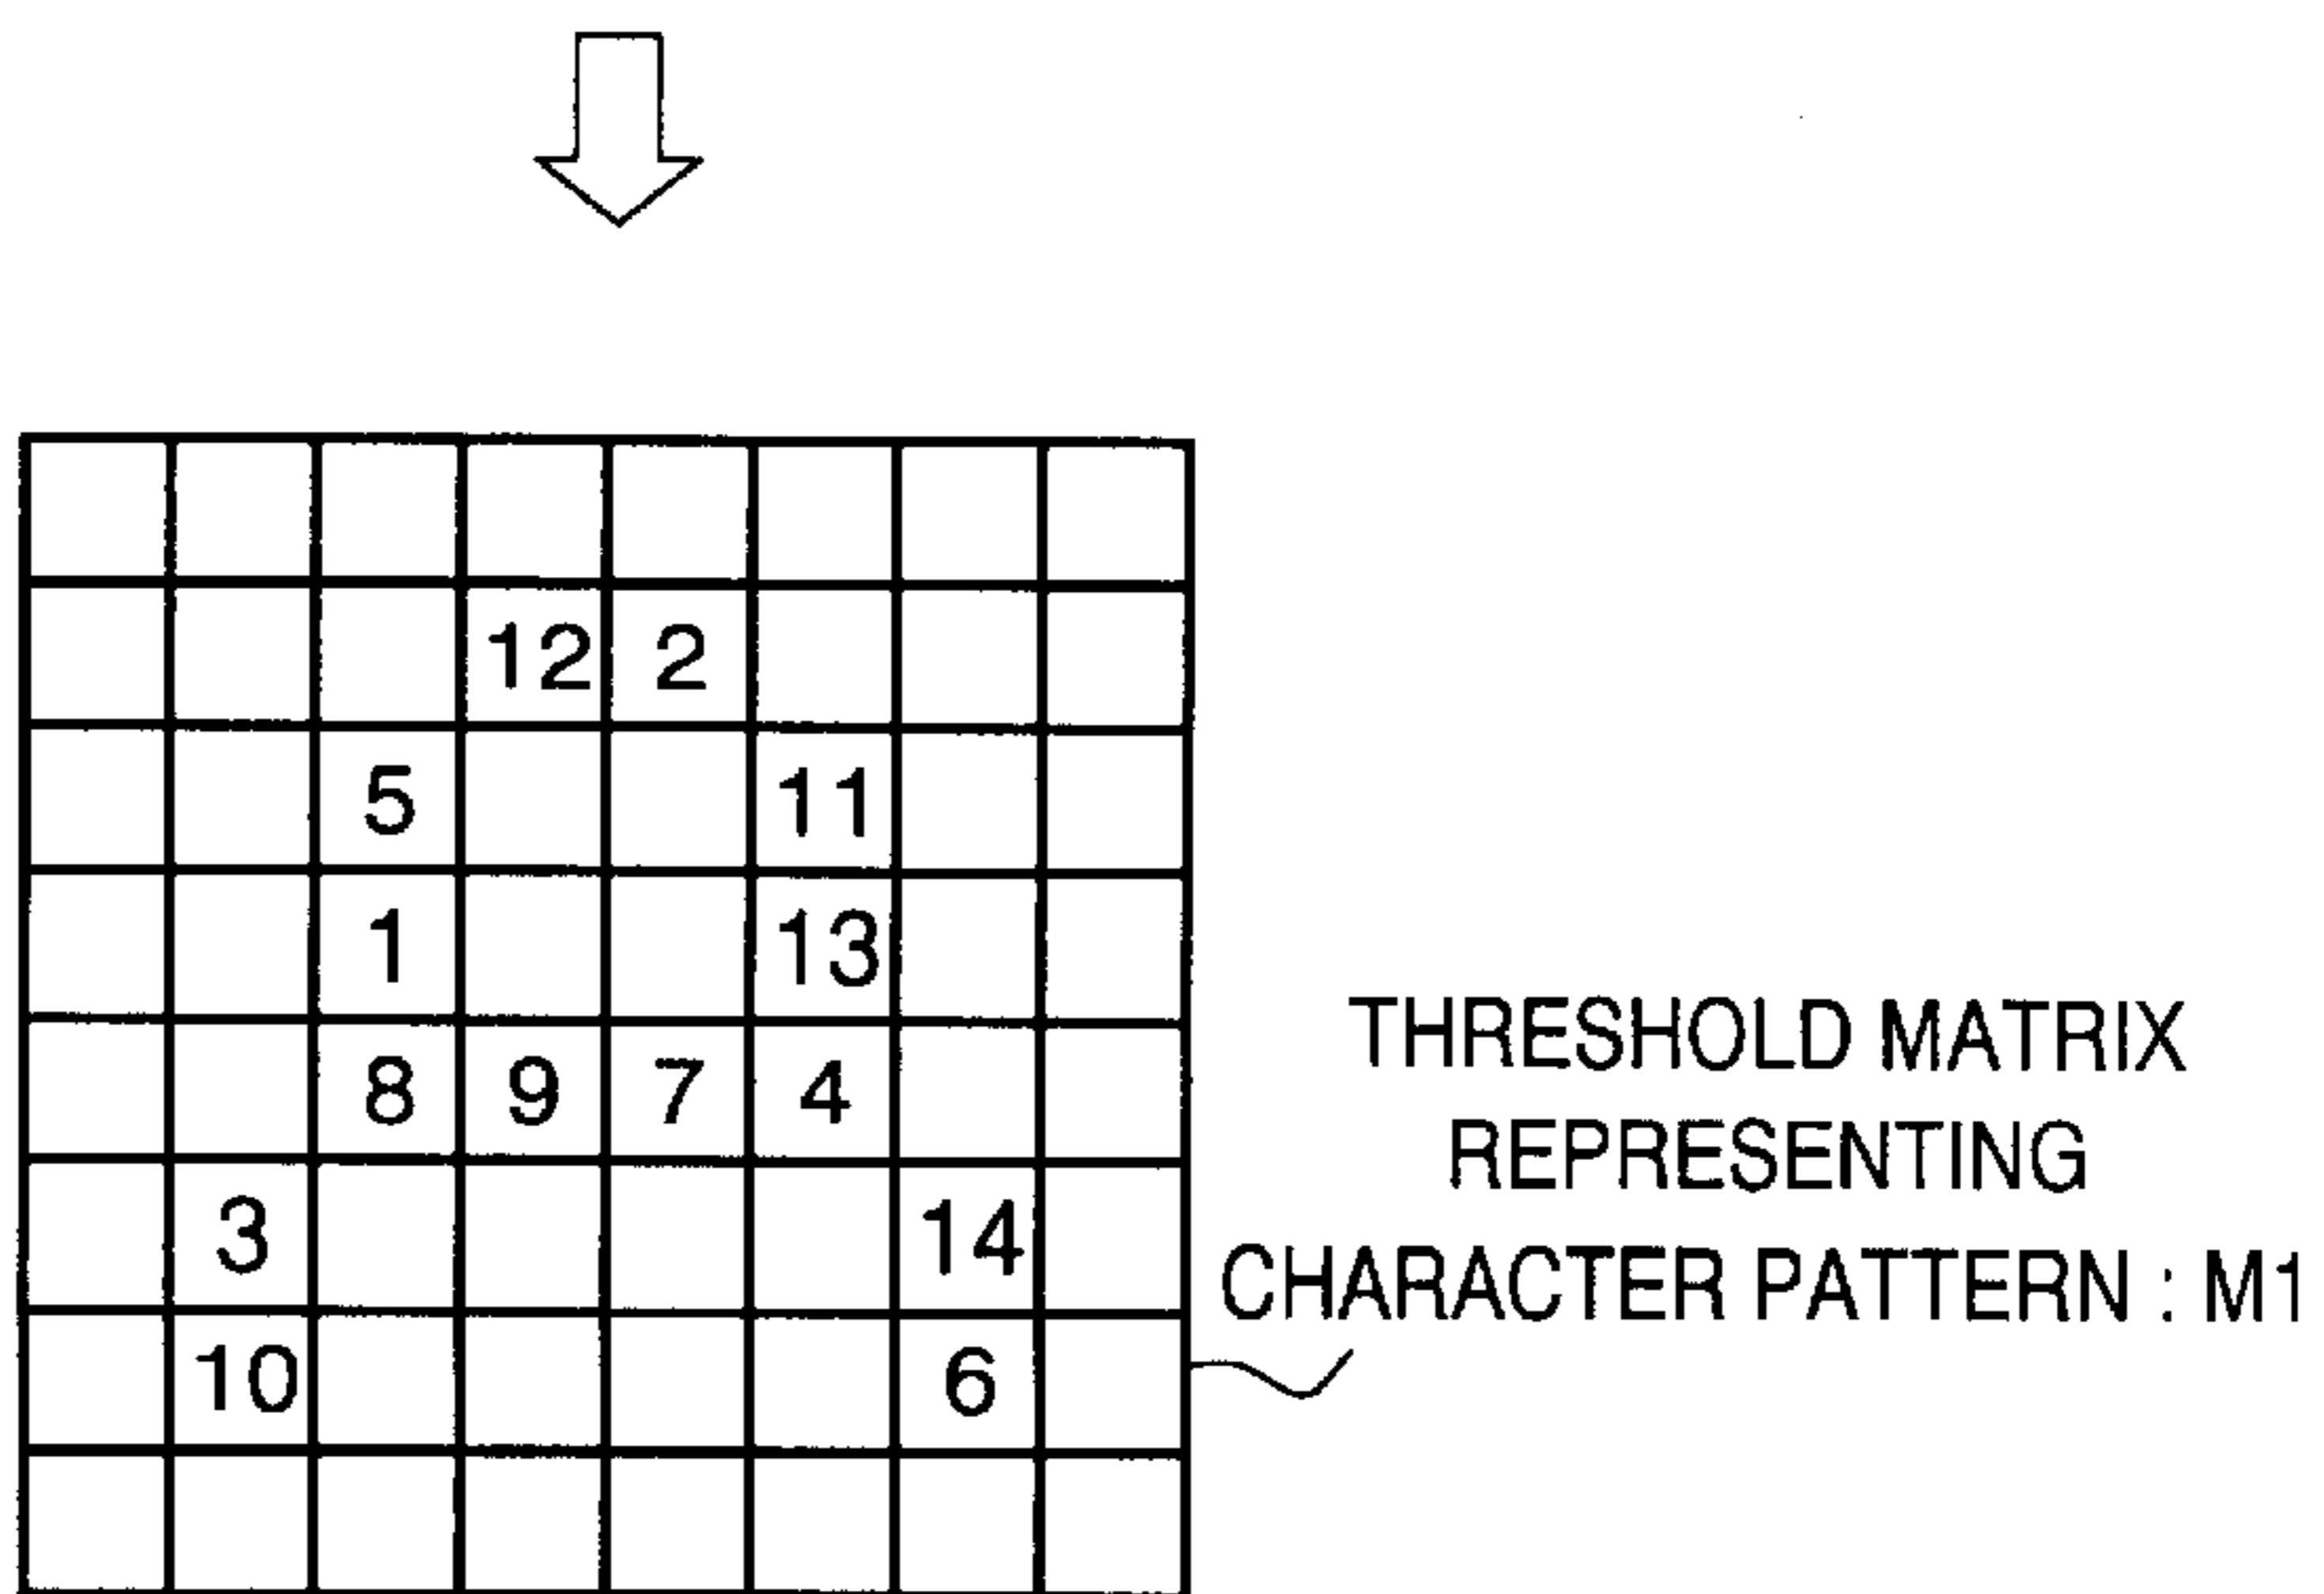 12 2
5 11
1 13
8 9 7 4
3 14
10 6
THRESHOLD MATRIX
REPRESENTING
CHARACTER PATTERN : M1